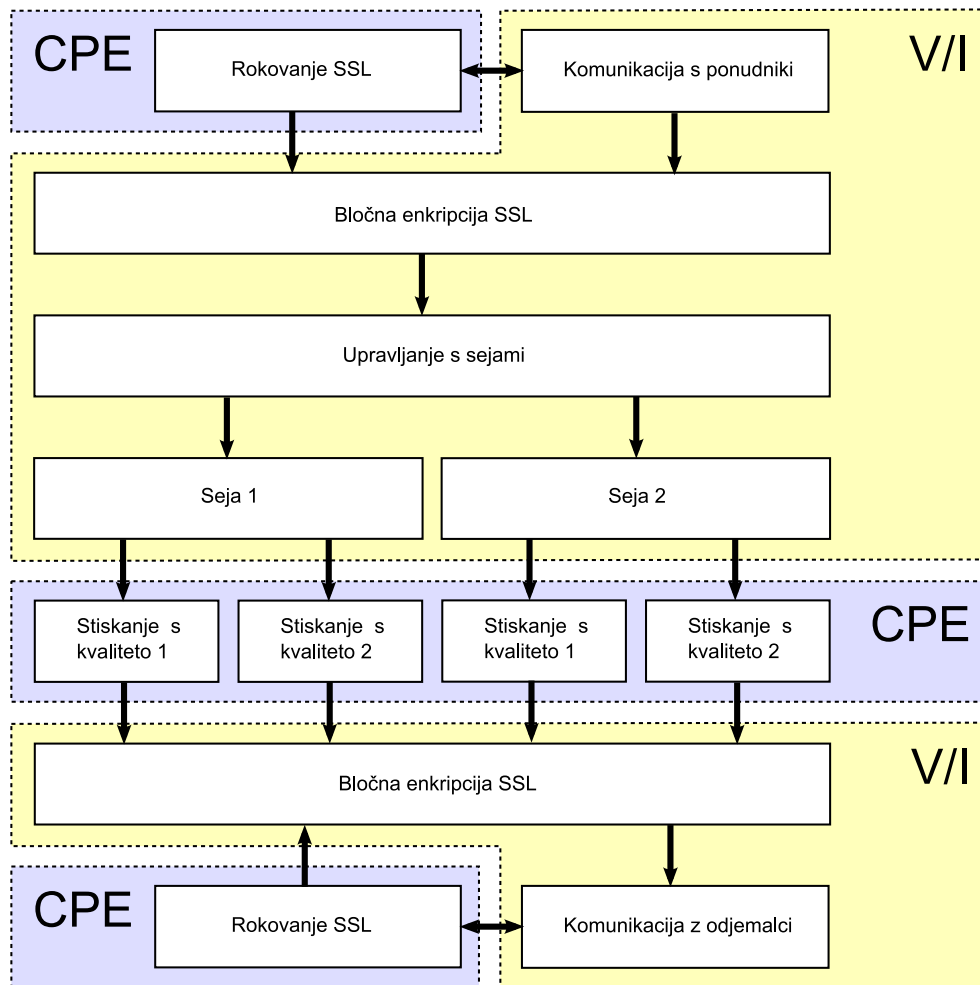 CPE
Rokovanje SSL
Komunikacija s ponudniki
V/I
Bločna enkripcija SSL
Upravljanje s sejami
Seja 1
Seja 2
Stiskanje s
kvaliteto 1
Stiskanje s
kvaliteto 2
Stiskanje s
kvaliteto 1
Stiskanje s
kvaliteto 2
CPE
Bločna enkripcija SSL
V/I
CPE
Rokovanje SSL
Komunikacija z odjemalci